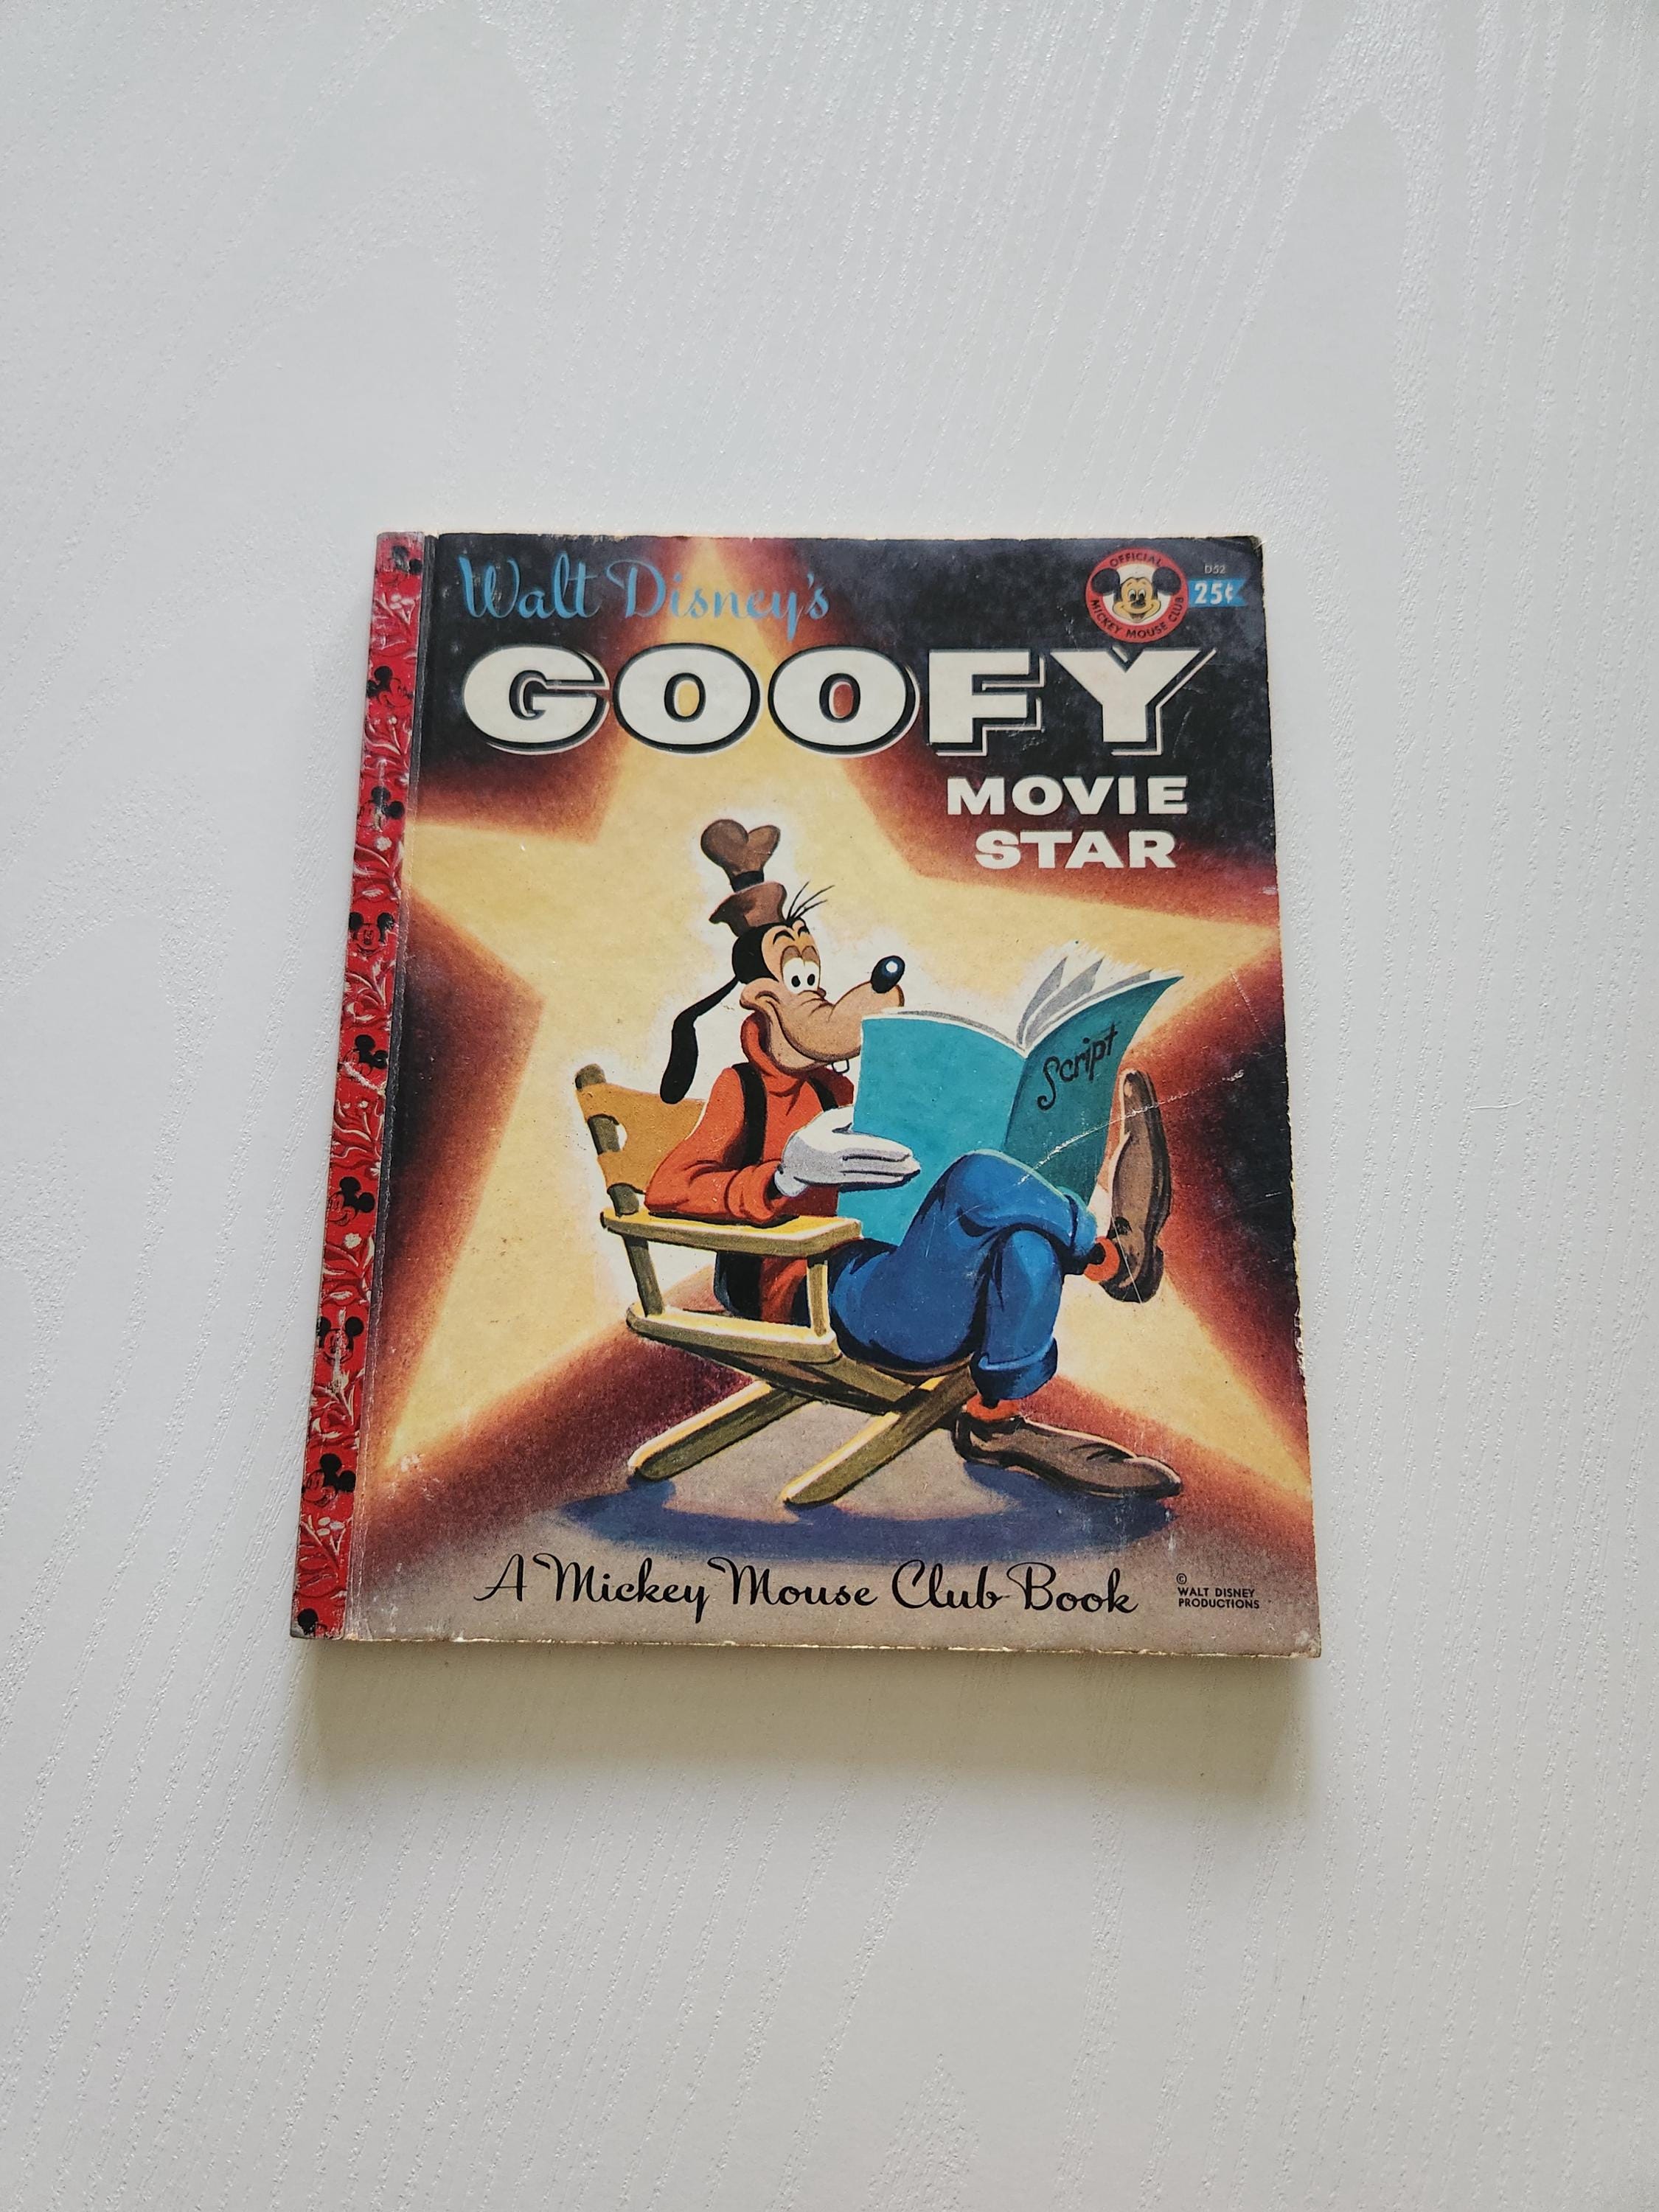 Walt Disney's
OFFICIAL
MICKEY MOUSE CLUB
D52
25¢
GOOFY
MOVIE
STAR
Script
A Mickey Mouse Club Book
©
WALT DISNEY
PRODUCTIONS